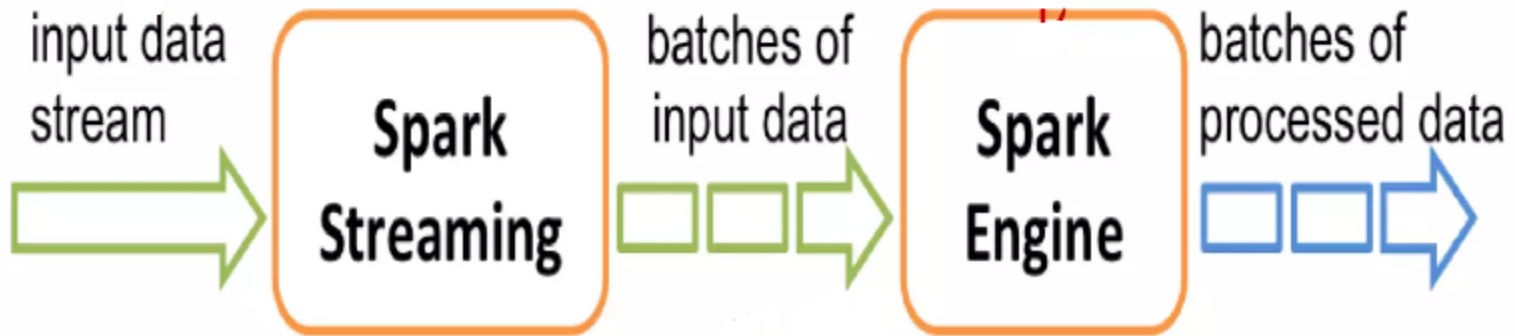 input data
stream
Spark
Streaming
batches of
input data
Spark
Engine
batches of
processed data